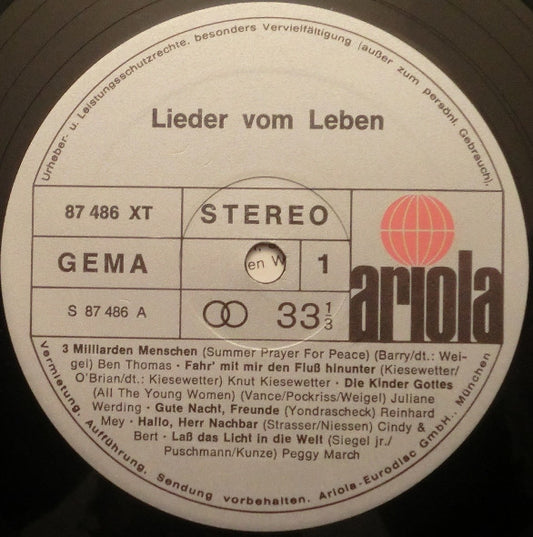 Urheber- u. Leistungsschutzrechte, besonders Vervielfältigung (außer zum persönl. Gebrauch),
Lieder vom Leben
87 486 XT
STEREO
GEMA
en W
1
ariola
S 87 486 A
33 1/3
3 Milliarden Menschen (Summer Prayer For Peace) (Barry/dt.: Wei-
gel) Ben Thomas · Fahr' mit mir den Fluß hinunter (Kiesewetter/
O'Brian/dt.: Kiesewetter) Knut Kiesewetter · Die Kinder Gottes
(All The Young Women) (Vance/Pockriss/Weigel) Juliane
Werding · Gute Nacht, Freunde (Yondrascheck) Reinhard
Mey · Hallo, Herr Nachbar (Strasser/Niessen) Cindy &
Bert · Laß das Licht in die Welt (Siegel jr./
Puschmann/Kunze) Peggy March
Vermietung, Aufführung, Sendung vorbehalten. Ariola-Eurodisc GmbH., München